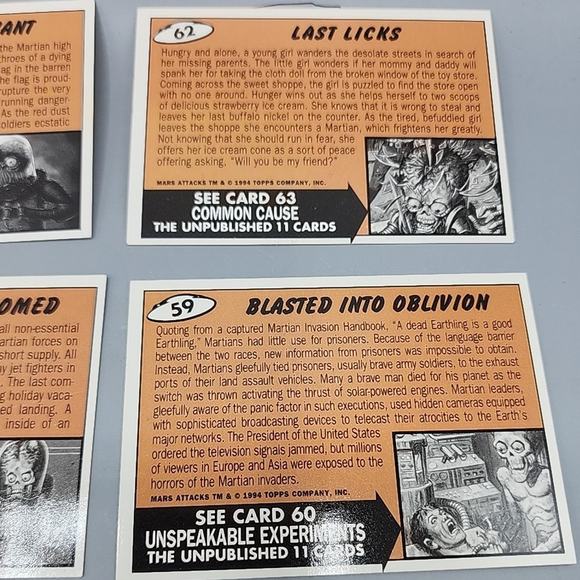 ANT
the Martian high
throes of a dying
ag in the barren
he flag is proud-
rupture the very
running danger-
As the red dust
oldiers ecstatic
62
LAST LICKS
Hungry and alone, a young girl wanders the desolate streets in search of
her missing parents. The little girl wonders if her mommy and daddy will
spank her for taking the cloth doll from the broken window of the toy store.
Coming across the sweet shoppe, the girl is puzzled to find the store open
with no one around. Hunger wins out as she helps herself to two scoops
of delicious strawberry ice cream. She knows that it is wrong to steal and
leaves her last buffalo nickel on the counter. As the tired, befuddled girl
leaves the shoppe she encounters a Martian, which frightens her greatly.
Not knowing that she should run in fear, she
offers her ice cream cone as a sort of peace
offering asking, "Will you be my friend?"
MARS ATTACKS TM & © 1994 TOPPS COMPANY, INC.
SEE CARD 63
COMMON CAUSE
THE UNPUBLISHED 11 CARDS
OMED
all non-essential
artian forces on
short supply. All
y jet fighters in
. The last com-
g holiday vaca-
ed landing. A
inside of an
59
BLASTED INTO OBLIVION
Quoting from a captured Martian Invasion Handbook, "A dead Earthling is a good
Earthling," Martians had little use for prisoners. Because of the language barrier
between the two races, new information from prisoners was impossible to obtain.
Instead, Martians gleefully tied prisoners, usually brave army soldiers, to the exhaust
ports of their land assault vehicles. Many a brave man died for his planet as the
switch was thrown activating the thrust of solar-powered engines. Martian leaders,
gleefully aware of the panic factor in such executions, used hidden cameras equipped
with sophisticated broadcasting devices to telecast their atrocities to the Earth's
major networks. The President of the United States
ordered the television signals jammed, but millions
of viewers in Europe and Asia were exposed to the
horrors of the Martian invaders.
MARS ATTACKS TM & © 1994 TOPPS COMPANY, INC.
SEE CARD 60
UNSPEAKABLE EXPERIMENTS
THE UNPUBLISHED 11 CARDS